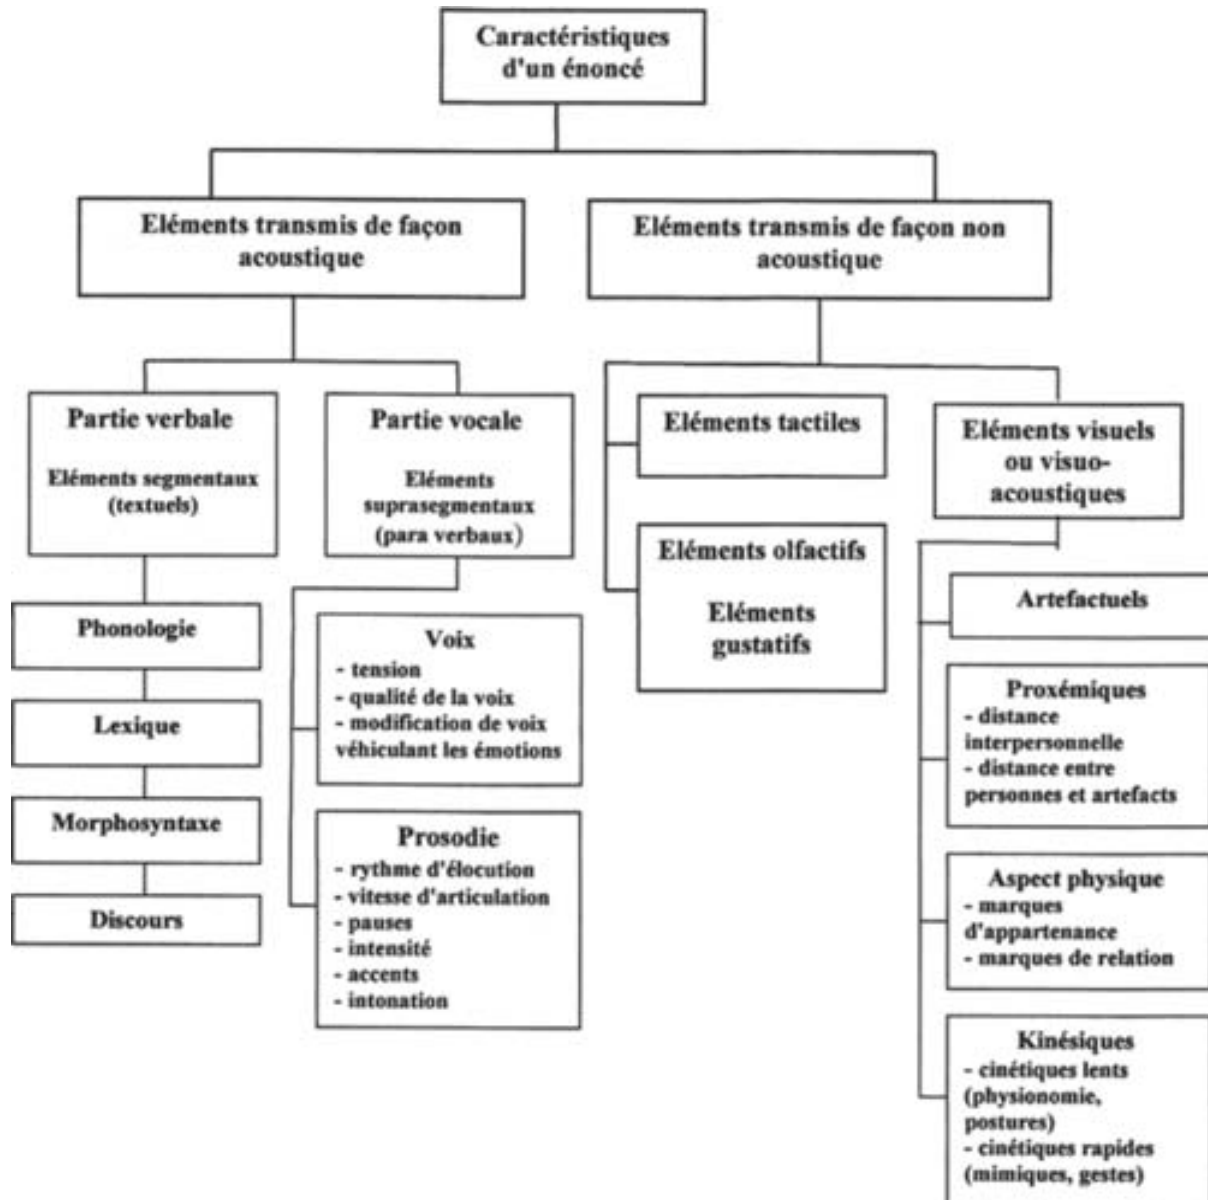 Caractéristiques
d'un énoncé
Eléments transmis de façon
acoustique
Eléments transmis de façon non
acoustique
Partie verbale
Eléments segmentaux
(textuels)
Phonologie
Lexique
Morphosyntaxe
Discours
Partie vocale
Eléments
suprasegmentaux
(para verbaux)
Voix
- tension
- qualité de la voix
- modification de voix
véhiculant les émotions
Prosodie
- rythme d'élocution
- vitesse d'articulation
- pauses
- intensité
- accents
- intonation
Eléments tactiles
Eléments olfactifs
Eléments
gustatifs
Eléments visuels
ou visuo-
acoustiques
Artefactuels
Proxémiques
- distance
interpersonnelle
- distance entre
personnes et artefacts
Aspect physique
- marques
d'appartenance
- marques de relation
Kinésiques
- cinétiques lents
(physionomie,
postures)
- cinétiques rapides
(mimiques, gestes)